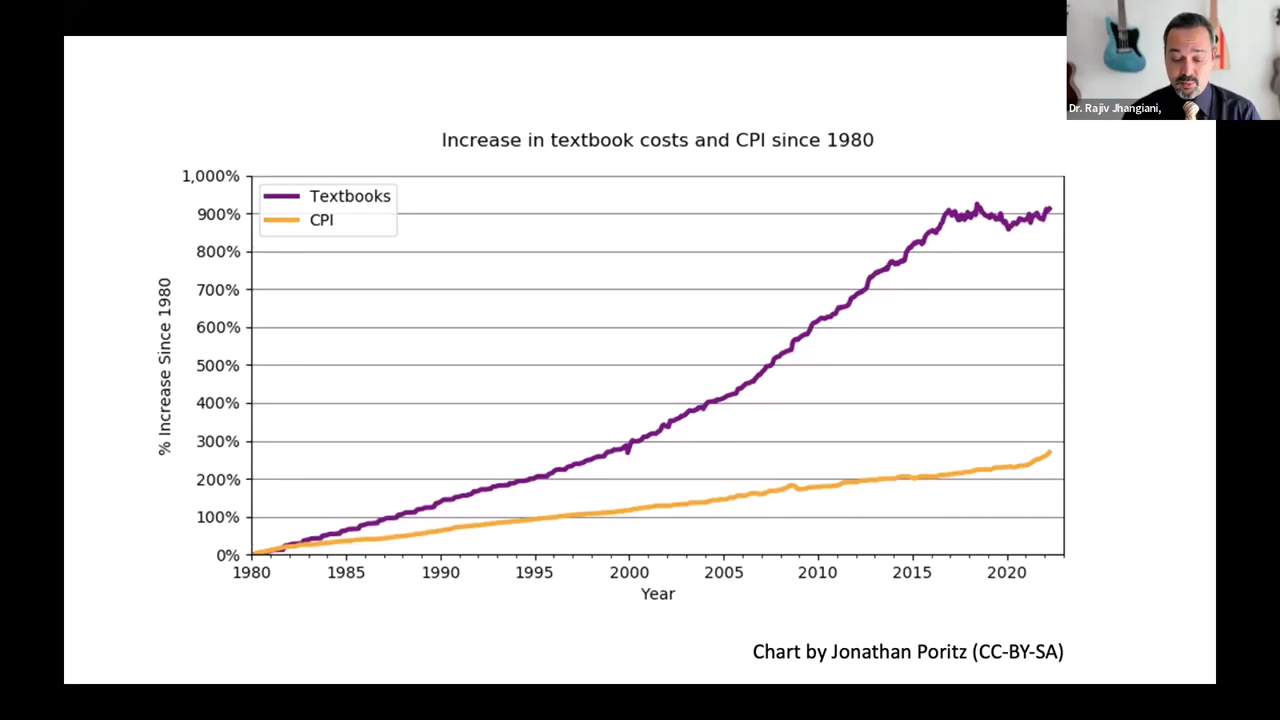 Dr. Rajiv Jhangiani,
Increase in textbook costs and CPI since 1980
1,000%
900%
800%
700%
600%
500%
400%
300%
200%
100%
0%
% Increase Since 1980
Textbooks
CPI
1980 1985 1990 1995 2000 2005 2010 2015 2020
Year
Chart by Jonathan Poritz (CC-BY-SA)